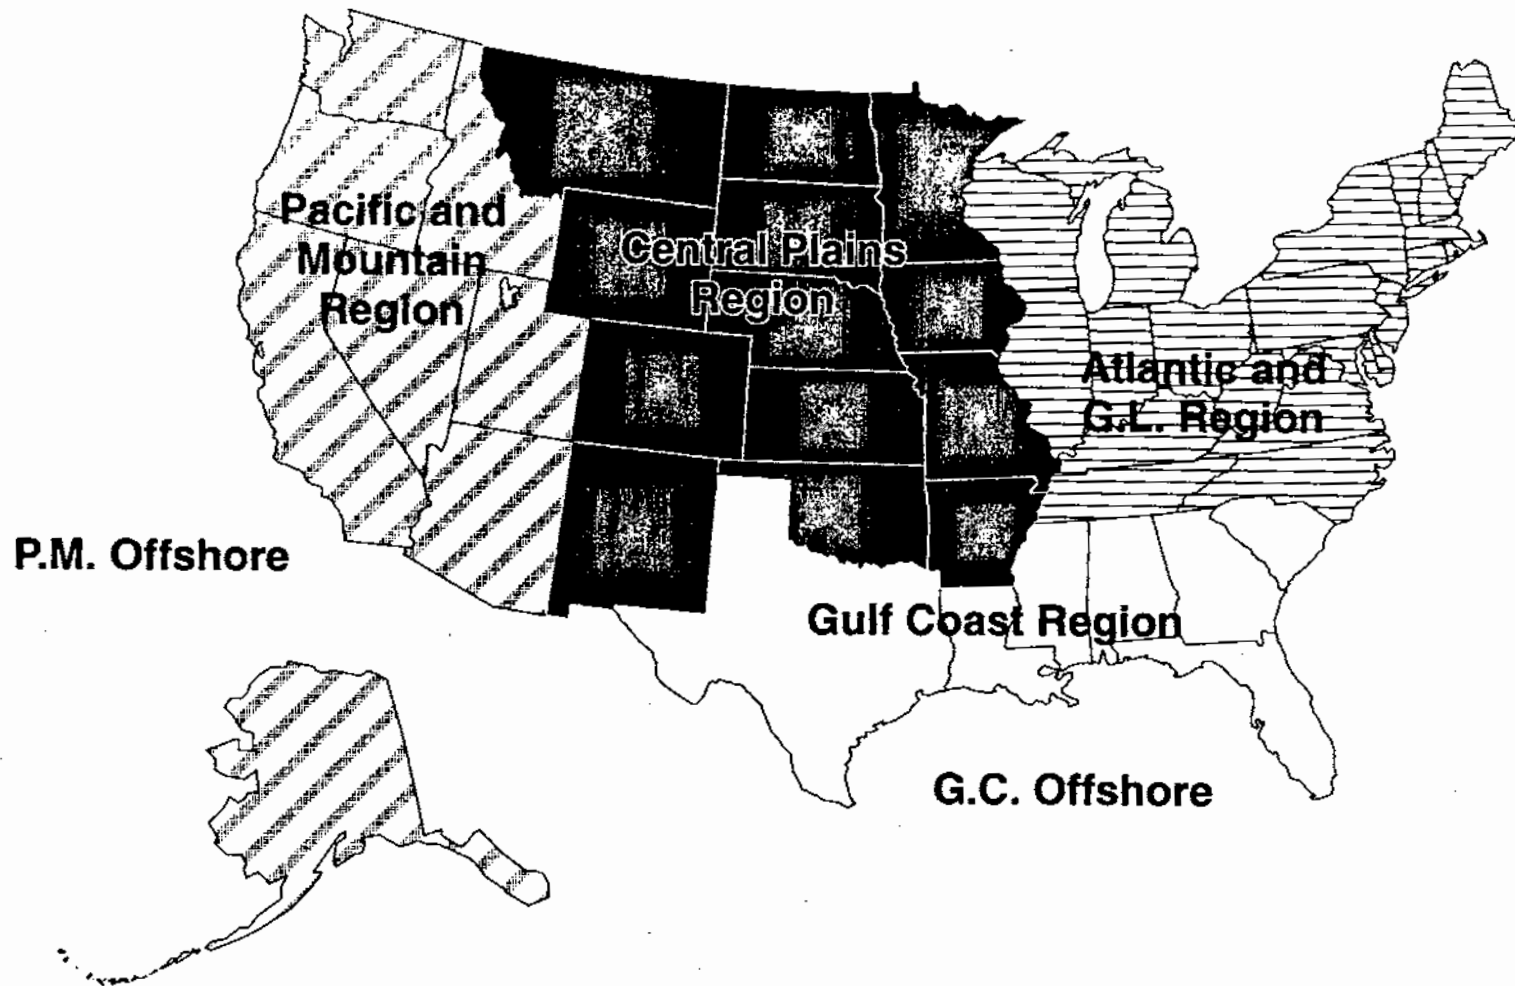 Pacific and
Mountain
Region
Central Plains
Region
Atlantic and
G.L. Region
P.M. Offshore
Gulf Coast Region
G.C. Offshore